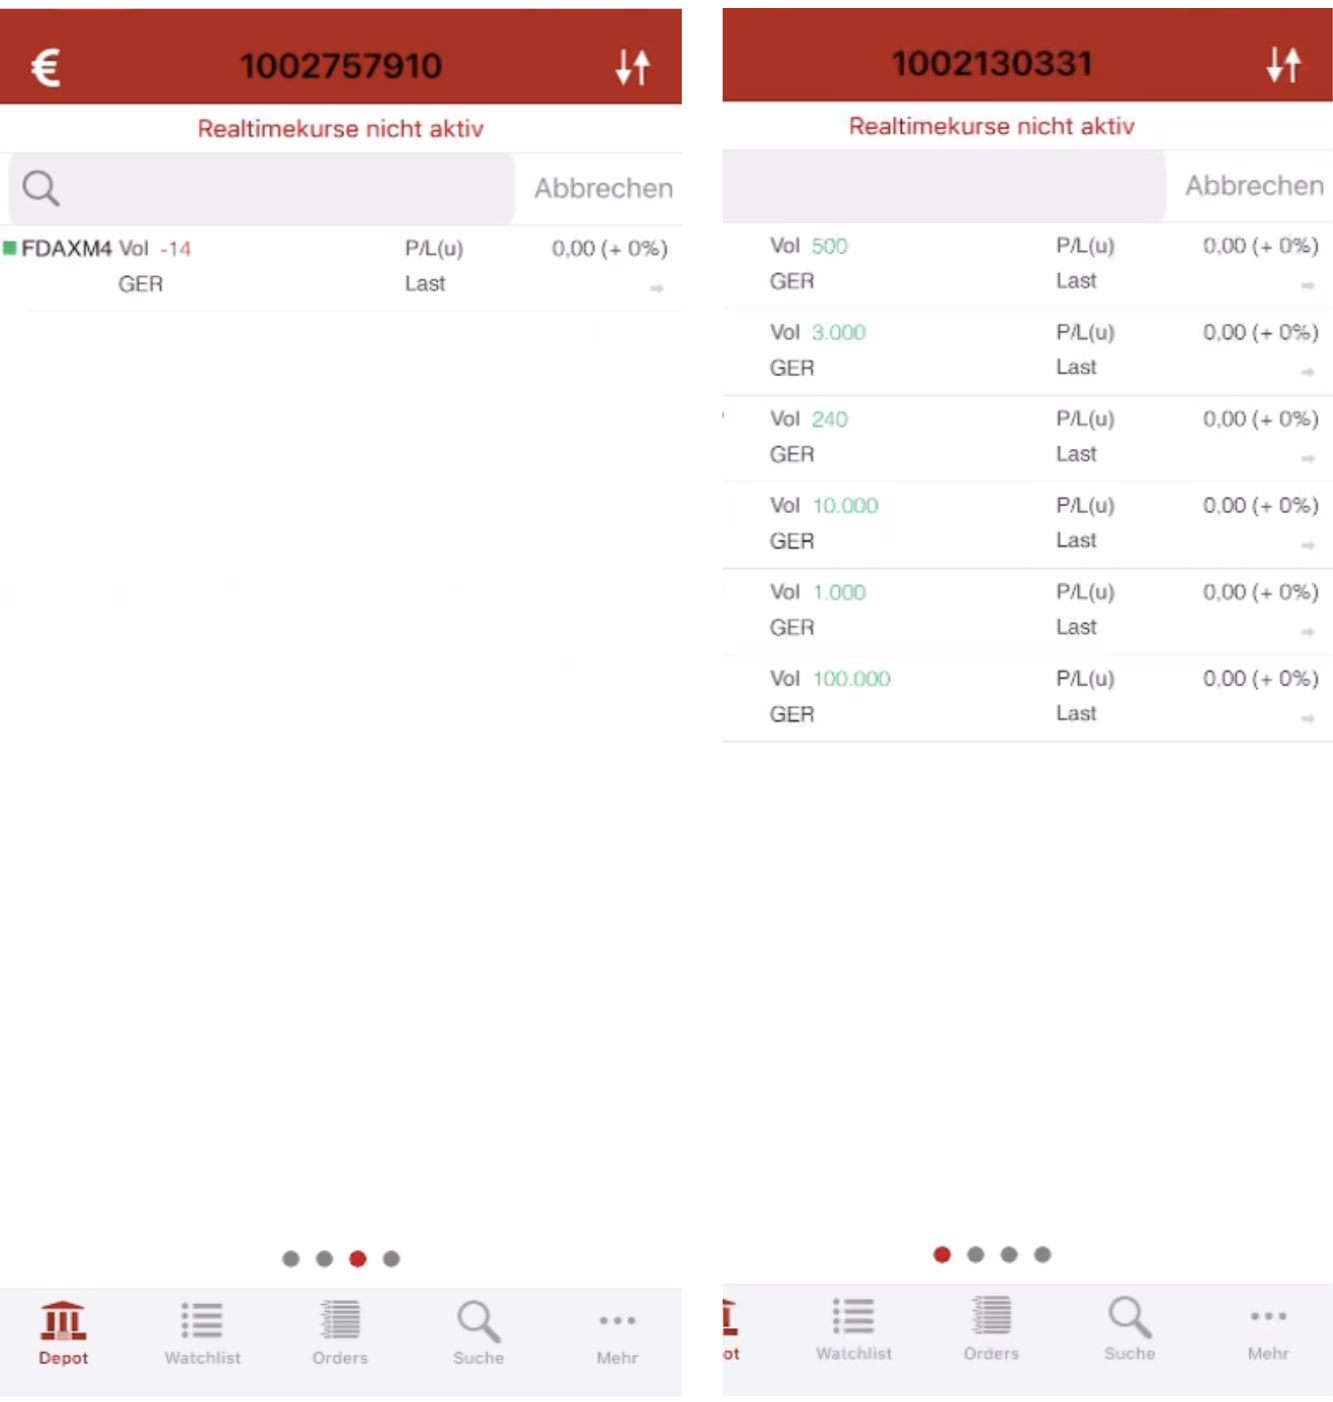 € 1002757910
Realtimekurse nicht aktiv
Abbrechen
FDAXM4 Vol -14 P/L(u) 0,00 (+ 0%)
GER Last
Depot Watchlist Orders Suche Mehr
1002130331
Realtimekurse nicht aktiv
Abbrechen
Vol 500 P/L(u) 0,00 (+ 0%)
GER Last
Vol 3.000 P/L(u) 0,00 (+ 0%)
GER Last
Vol 240 P/L(u) 0,00 (+ 0%)
GER Last
Vol 10.000 P/L(u) 0,00 (+ 0%)
GER Last
Vol 1.000 P/L(u) 0,00 (+ 0%)
GER Last
Vol 100.000 P/L(u) 0,00 (+ 0%)
GER Last
ot Watchlist Orders Suche Mehr